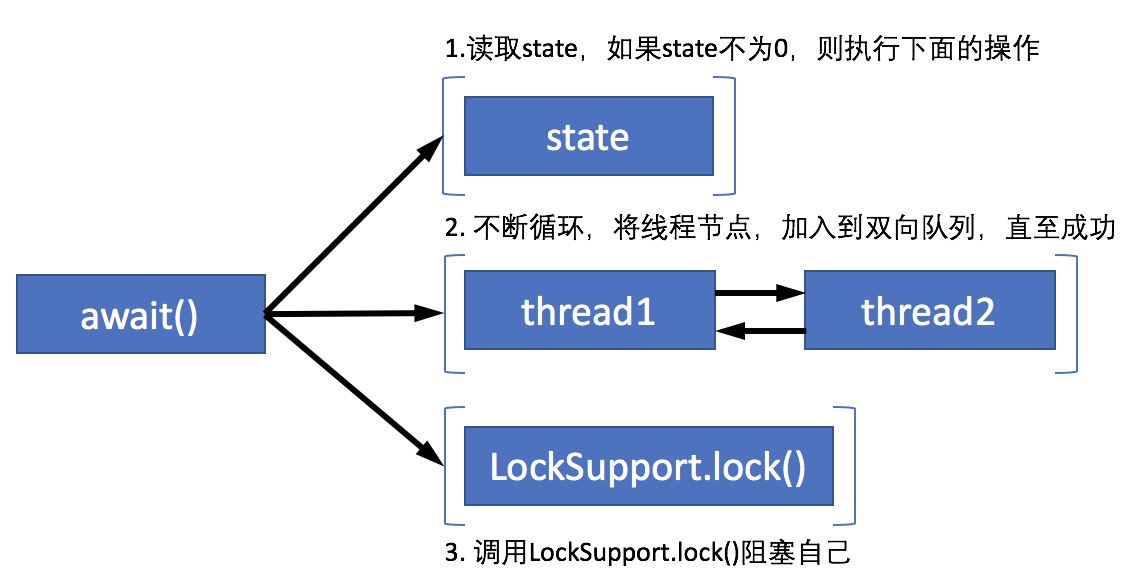 1.读取state，如果state不为0，则执行下面的操作
state
2. 不断循环，将线程节点，加入到双向队列，直至成功
await()
thread1
thread2
LockSupport.lock()
3. 调用LockSupport.lock()阻塞自己